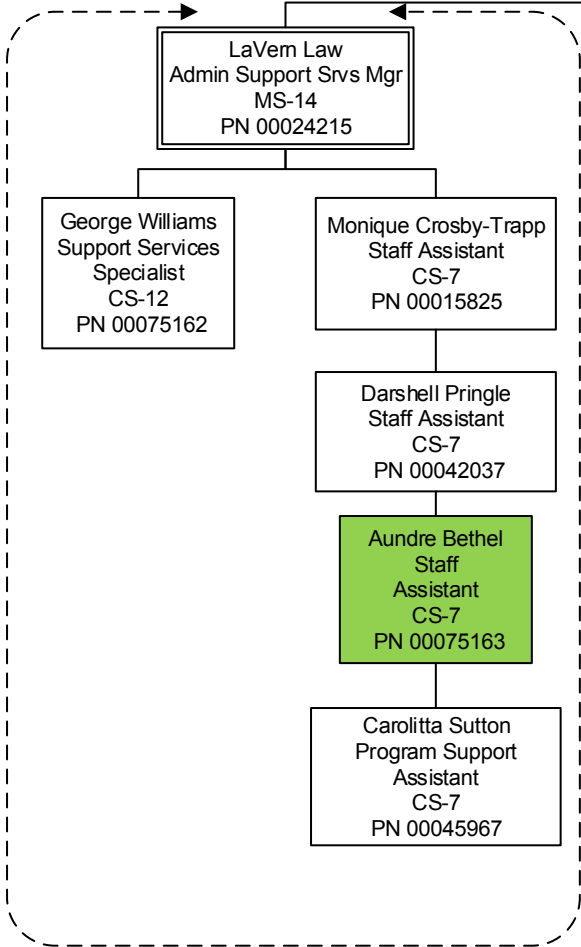 LaVern Law
Admin Support Srvs Mgr
MS-14
PN 00024215
George Williams
Support Services
Specialist
CS-12
PN 00075162
Monique Crosby-Trapp
Staff Assistant
CS-7
PN 00015825
Darshell Pringle
Staff Assistant
CS-7
PN 00042037
Aundre Bethel
Staff
Assistant
CS-7
PN 00075163
Carolitta Sutton
Program Support
Assistant
CS-7
PN 00045967